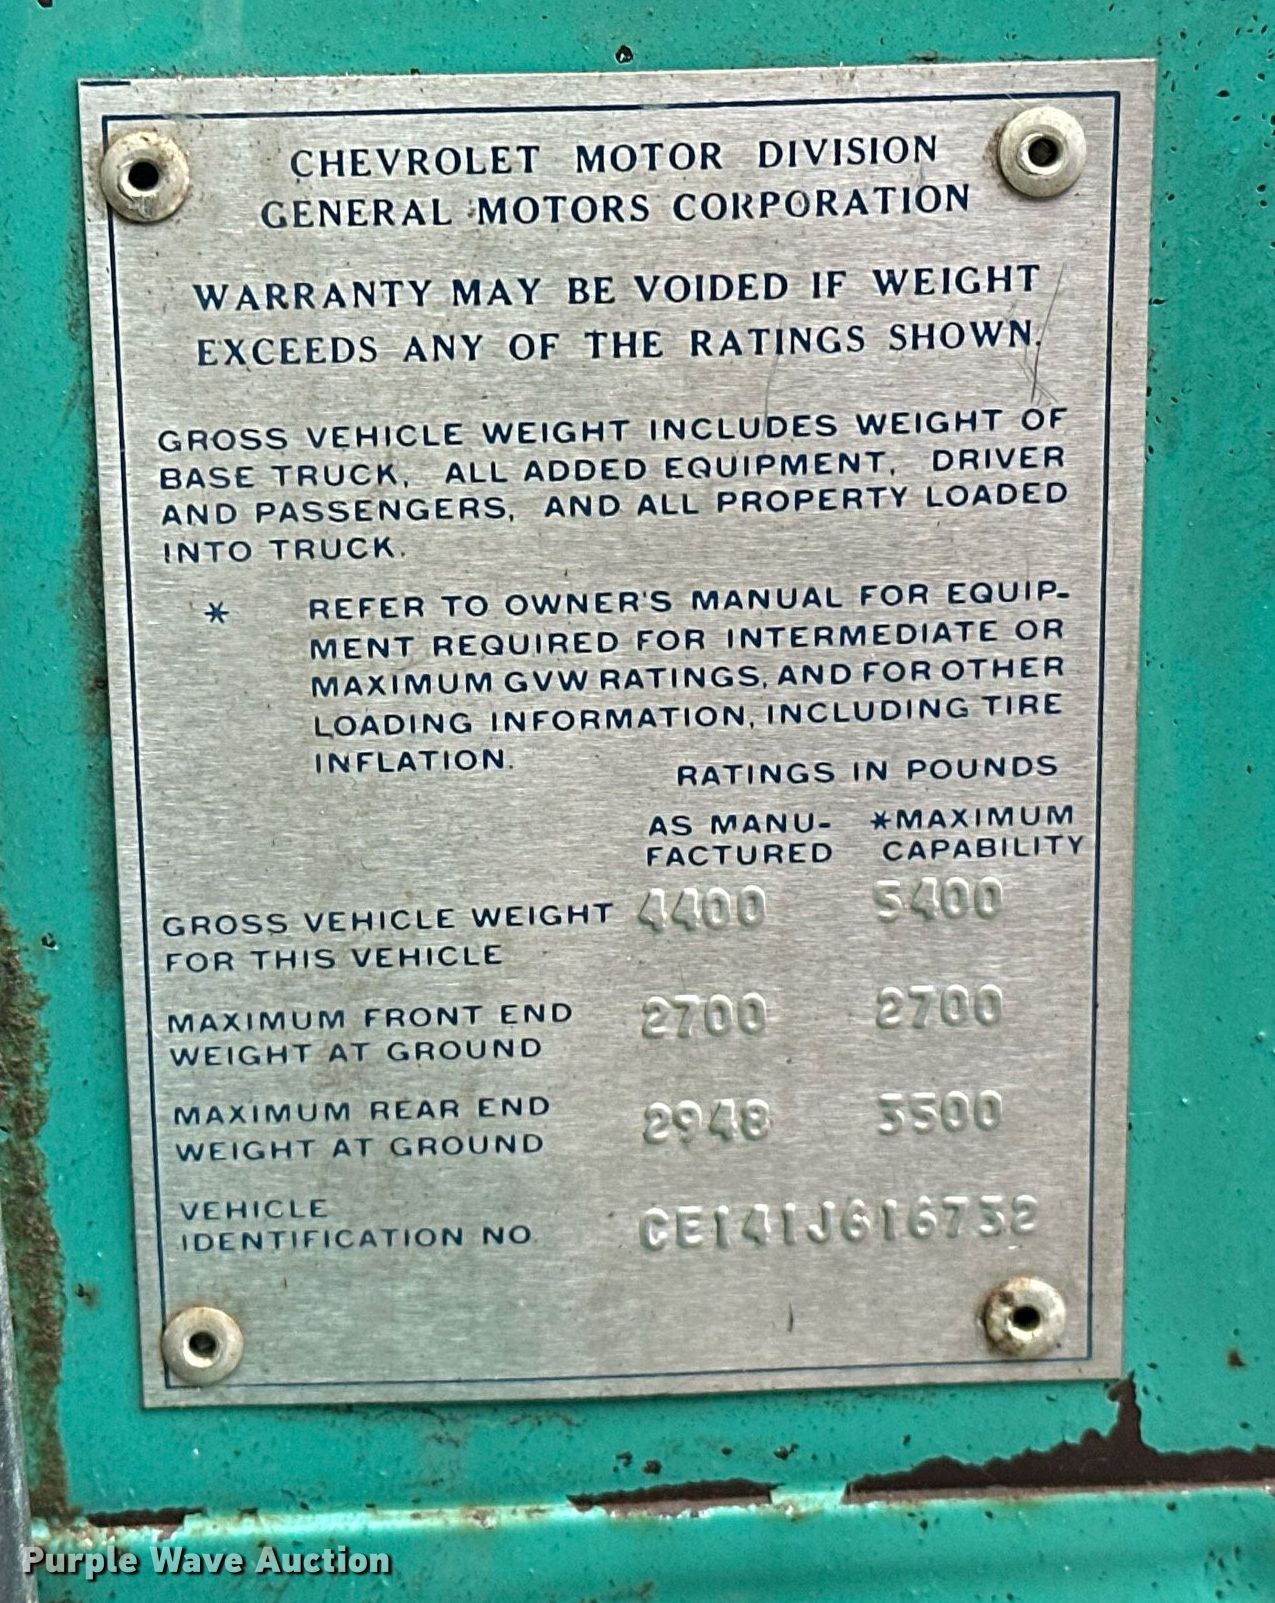 CHEVROLET MOTOR DIVISION
GENERAL MOTORS CORPORATION
WARRANTY MAY BE VOIDED IF WEIGHT
EXCEEDS ANY OF THE RATINGS SHOWN.
GROSS VEHICLE WEIGHT INCLUDES WEIGHT OF
BASE TRUCK, ALL ADDED EQUIPMENT, DRIVER
AND PASSENGERS, AND ALL PROPERTY LOADED
INTO TRUCK.
* REFER TO OWNER'S MANUAL FOR EQUIP-
MENT REQUIRED FOR INTERMEDIATE OR
MAXIMUM GVW RATINGS, AND FOR OTHER
LOADING INFORMATION, INCLUDING TIRE
INFLATION.
RATINGS IN POUNDS
AS MANU- *MAXIMUM
FACTURED CAPABILITY
GROSS VEHICLE WEIGHT 4400 5400
FOR THIS VEHICLE
MAXIMUM FRONT END 2700 2700
WEIGHT AT GROUND
MAXIMUM REAR END 2948 3500
WEIGHT AT GROUND
VEHICLE
IDENTIFICATION NO. CE141J616732
Purple Wave Auction